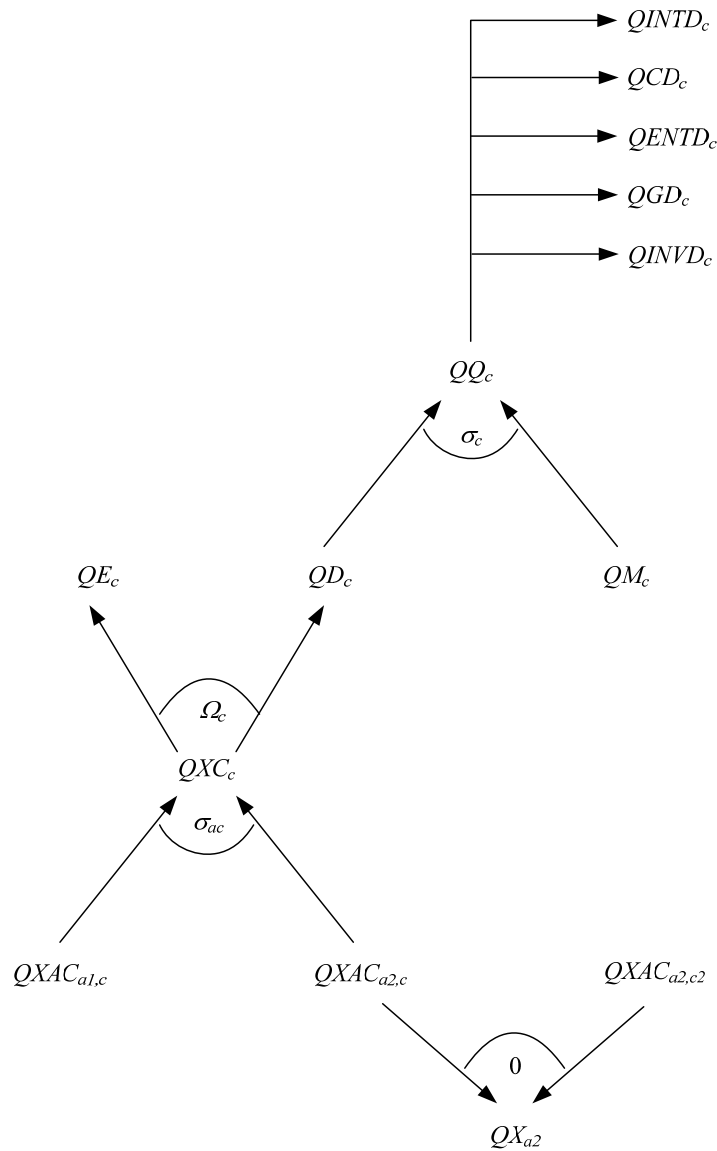 QINTDc
QCDc
QENTDc
QGDc
QINVDc
QQc
σc
QEc QDc QMc
Ωc
QXCc
σac
QXACa1,c QXACa2,c QXACa2,c2
0
QXa2